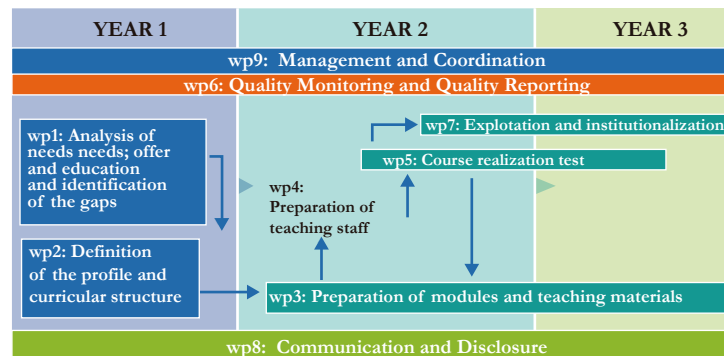 YEAR 1
YEAR 2
YEAR 3
wp9: Management and Coordination
wp6: Quality Monitoring and Quality Reporting
wp1: Analysis of
needs needs; offer
and education
and identification
of the gaps
wp7: Explotation and institutionalization
wp5: Course realization test
wp4:
Preparation of
teaching staff
wp2: Definition
of the profile and
curricular structure
wp3: Preparation of modules and teaching materials
wp8: Communication and Disclosure